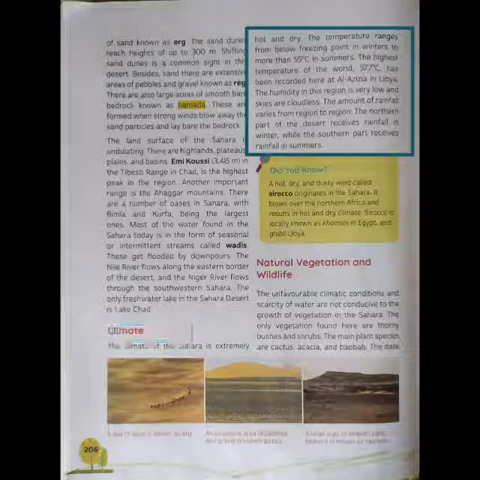 of sand known as erg. The sand dunes
reach heights of up to 300 m. Shifting
sand dunes is a common sight in this
desert. Besides, sand there are extensive
areas of pebbles and gravel known as reg.
There are also large areas of smooth bare
bedrock known as hamada. These are
formed when strong winds blow away the
sand particles and lay bare the bedrock.
The land surface of the Sahara is
undulating. There are highlands, plateaus,
plains, and basins. Emi Koussi (3,415 m) in
the Tibesti Range in Chad, is the highest
peak in the region. Another important
range is the Ahaggar mountains. There
are a number of oases in Sahara, with
Bimla and Kurfa, being the largest
ones. Most of the water found in the
Sahara today is in the form of seasonal
or intermittent streams called wadis.
These get flooded by downpours. The
Nile River flows along the eastern border
of the desert, and the Niger River flows
through the southwestern Sahara. The
only freshwater lake in the Sahara Desert
is Lake Chad.
Climate
The climate of the Sahara is extremely
hot and dry. The temperature ranges
from below freezing point in winters to
more than 55°C in summers. The highest
temperature of the world, 57.7°C, has
been recorded here at Al-Azizia in Libya.
The humidity in this region is very low and
skies are cloudless. The amount of rainfall
varies from region to region. The northern
part of the desert receives rainfall in
winter, while the southern part receives
rainfall in summers.
Did You Know?
A hot, dry, and dusty wind called
sirocco originates in the Sahara. It
blows over the northern Africa and
results in hot and dry climate. Sirocco is
locally known as khamsin in Egypt, and
ghibli Libya.
Natural Vegetation and
Wildlife
The unfavourable climatic conditions and
scarcity of water are not conducive to the
growth of vegetation in the Sahara. The
only vegetation found here are thorny
bushes and shrubs. The main plant species
are cactus, acacia, and baobab. The date
206